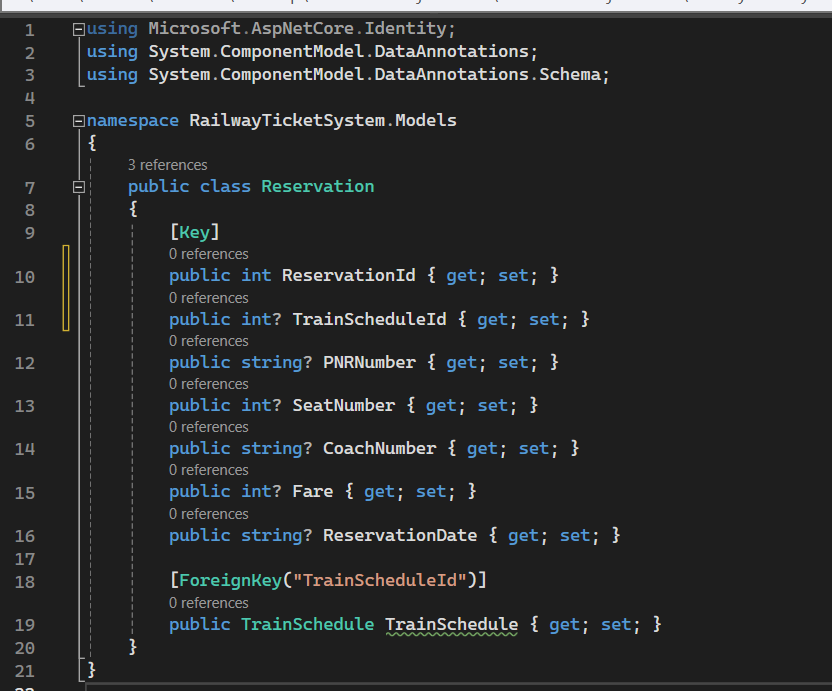 1 using Microsoft.AspNetCore.Identity;
2 using System.ComponentModel.DataAnnotations;
3 using System.ComponentModel.DataAnnotations.Schema;
4
5 namespace RailwayTicketSystem.Models
6 {
3 references
7 public class Reservation
8 {
9 [Key]
0 references
10 public int ReservationId { get; set; }
0 references
11 public int? TrainScheduleId { get; set; }
0 references
12 public string? PNRNumber { get; set; }
0 references
13 public int? SeatNumber { get; set; }
0 references
14 public string? CoachNumber { get; set; }
0 references
15 public int? Fare { get; set; }
0 references
16 public string? ReservationDate { get; set; }
17
18 [ForeignKey("TrainScheduleId")]
0 references
19 public TrainSchedule TrainSchedule { get; set; }
20 }
21 }